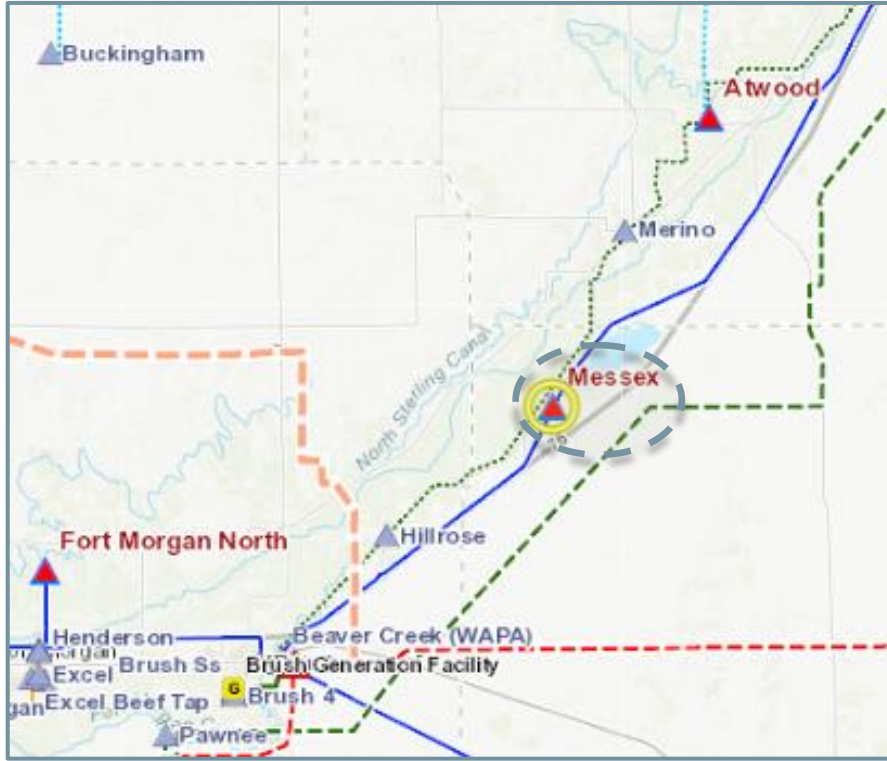 Buckingham
Atwood
Merino
North Sterling Canal
Messex
I-76
Hillrose
Fort Morgan North
Henderson
Beaver Creek (WAPA)
Brush Ss
Brush Generation Facility
Excel
G
Brush 4
Excel Beef Tap
Pawnee